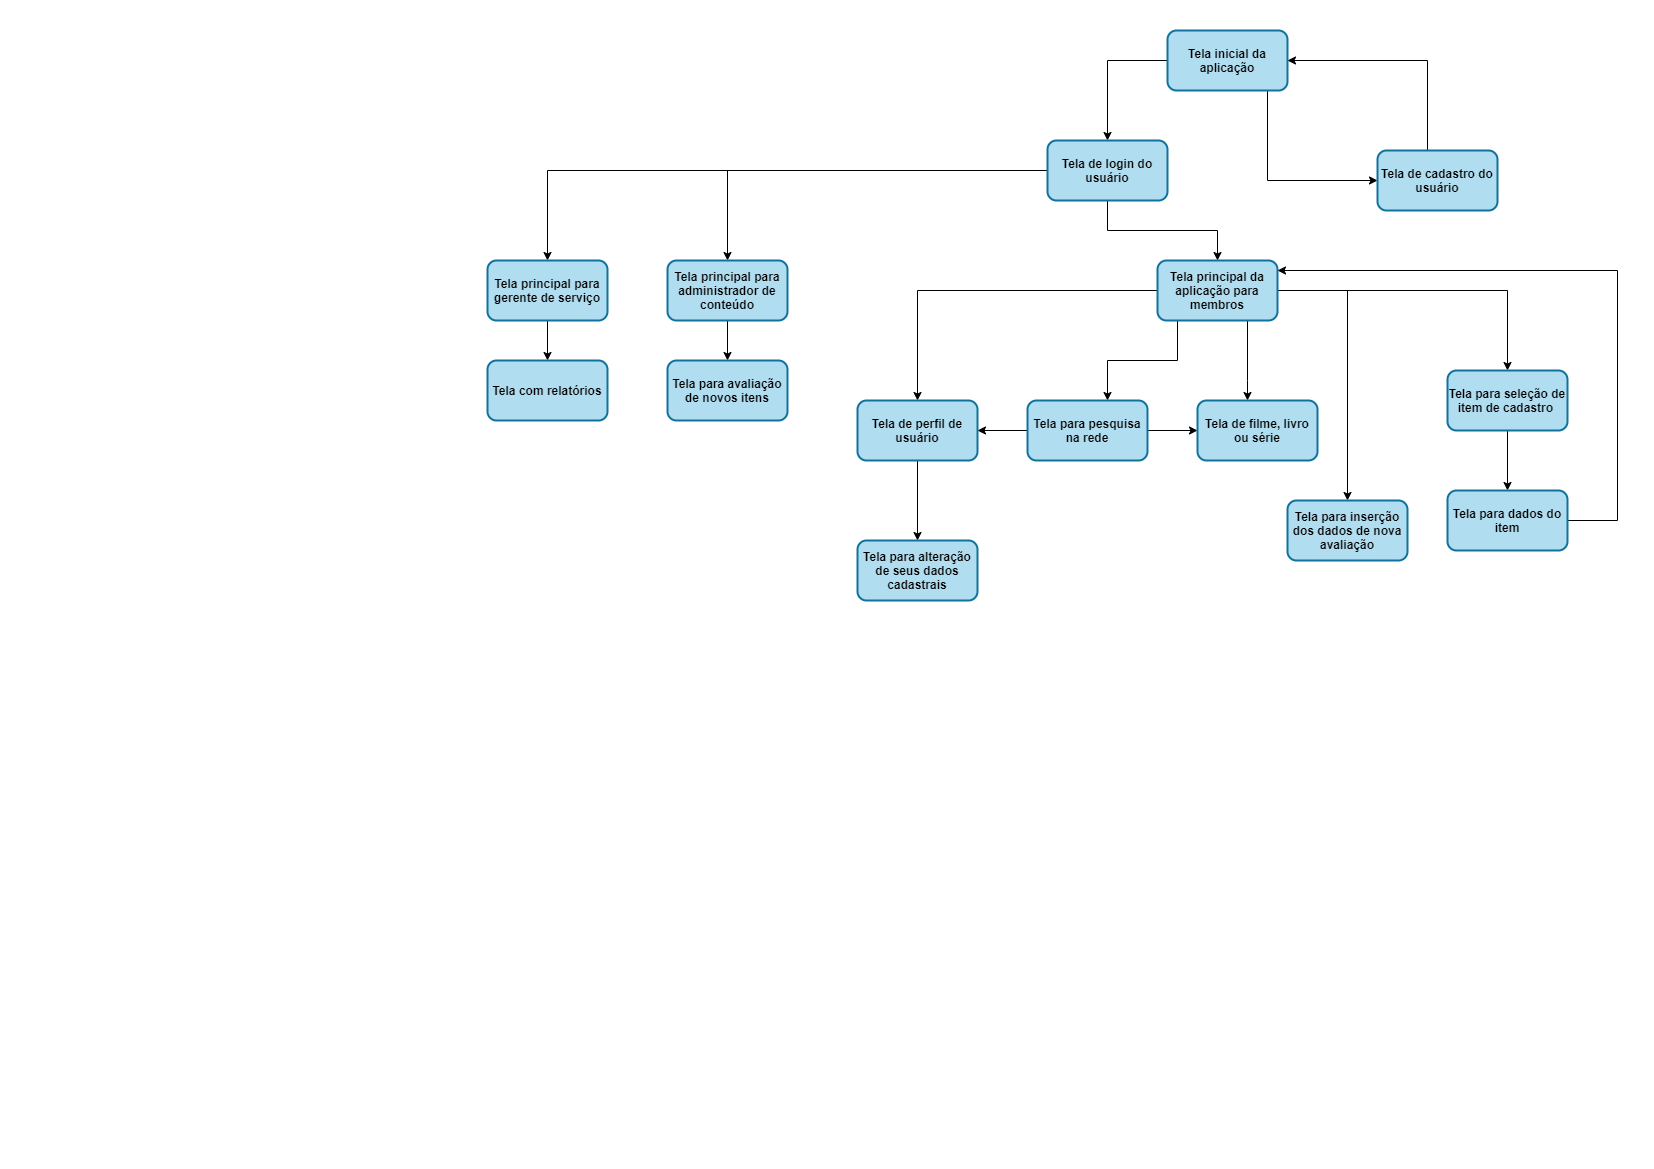 Tela inicial da
aplicação
Tela de login do
usuário
Tela de cadastro do
usuário
Tela principal para
gerente de serviço
Tela principal para
administrador de
conteúdo
Tela principal da
aplicação para
membros
Tela com relatórios
Tela para avaliação
de novos itens
Tela para seleção de
item de cadastro
Tela de perfil de
usuário
Tela para pesquisa
na rede
Tela de filme, livro
ou série
Tela para dados do
item
Tela para inserção
dos dados de nova
avaliação
Tela para alteração
de seus dados
cadastrais